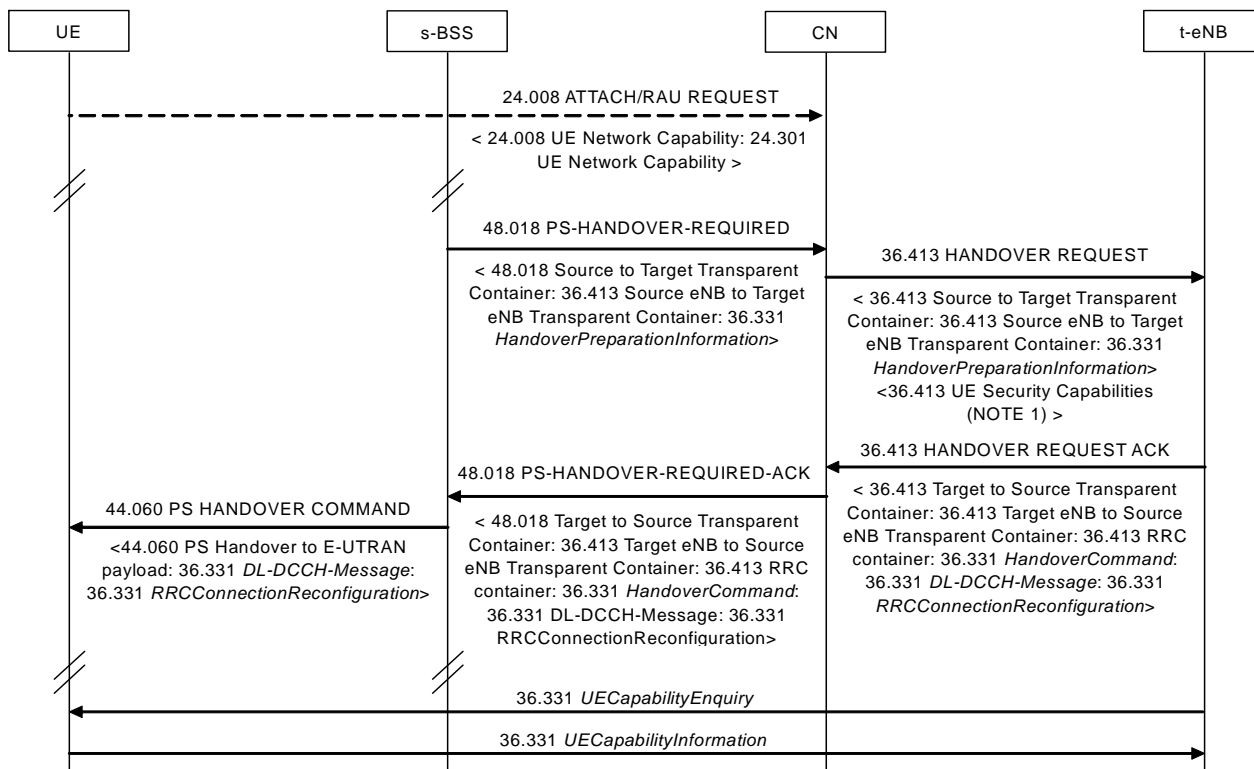 UE
s-BSS
CN
t-eNB
24.008 ATTACH/RAU REQUEST
< 24.008 UE Network Capability: 24.301
UE Network Capability >
48.018 PS-HANDOVER-REQUIRED
< 48.018 Source to Target Transparent
Container: 36.413 Source eNB to Target
eNB Transparent Container: 36.331
HandoverPreparationInformation>
36.413 HANDOVER REQUEST
< 36.413 Source to Target Transparent
Container: 36.413 Source eNB to Target
eNB Transparent Container: 36.331
HandoverPreparationInformation>
<36.413 UE Security Capabilities
(NOTE 1) >
36.413 HANDOVER REQUEST ACK
< 36.413 Target to Source Transparent
Container: 36.413 Target eNB to Source
eNB Transparent Container: 36.413 RRC
container: 36.331 HandoverCommand:
36.331 DL-DCCH-Message: 36.331
RRCConnectionReconfiguration>
48.018 PS-HANDOVER-REQUIRED-ACK
< 48.018 Target to Source Transparent
Container: 36.413 Target eNB to Source
eNB Transparent Container: 36.413 RRC
container: 36.331 HandoverCommand:
36.331 DL-DCCH-Message: 36.331
RRCConnectionReconfiguration>
44.060 PS HANDOVER COMMAND
<44.060 PS Handover to E-UTRAN
payload: 36.331 DL-DCCH-Message:
36.331 RRCConnectionReconfiguration>
36.331 UECapabilityEnquiry
36.331 UECapabilityInformation